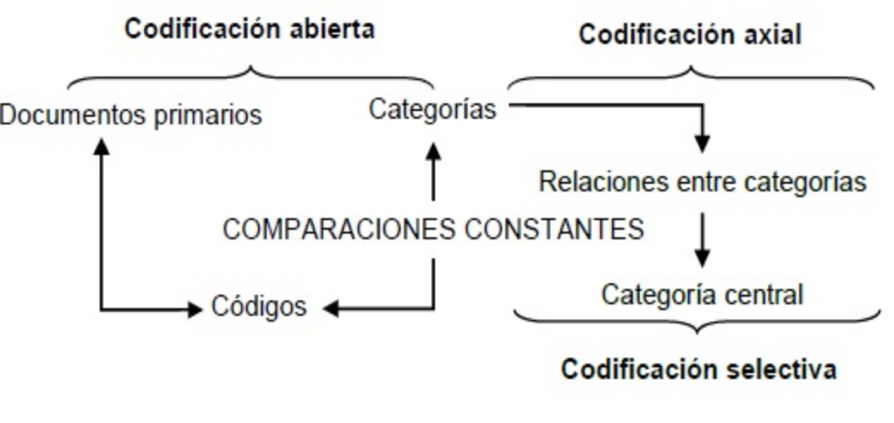 Codificación abierta
Codificación axial
Documentos primarios
Categorías
Relaciones entre categorías
COMPARACIONES CONSTANTES
Códigos
Categoría central
Codificación selectiva